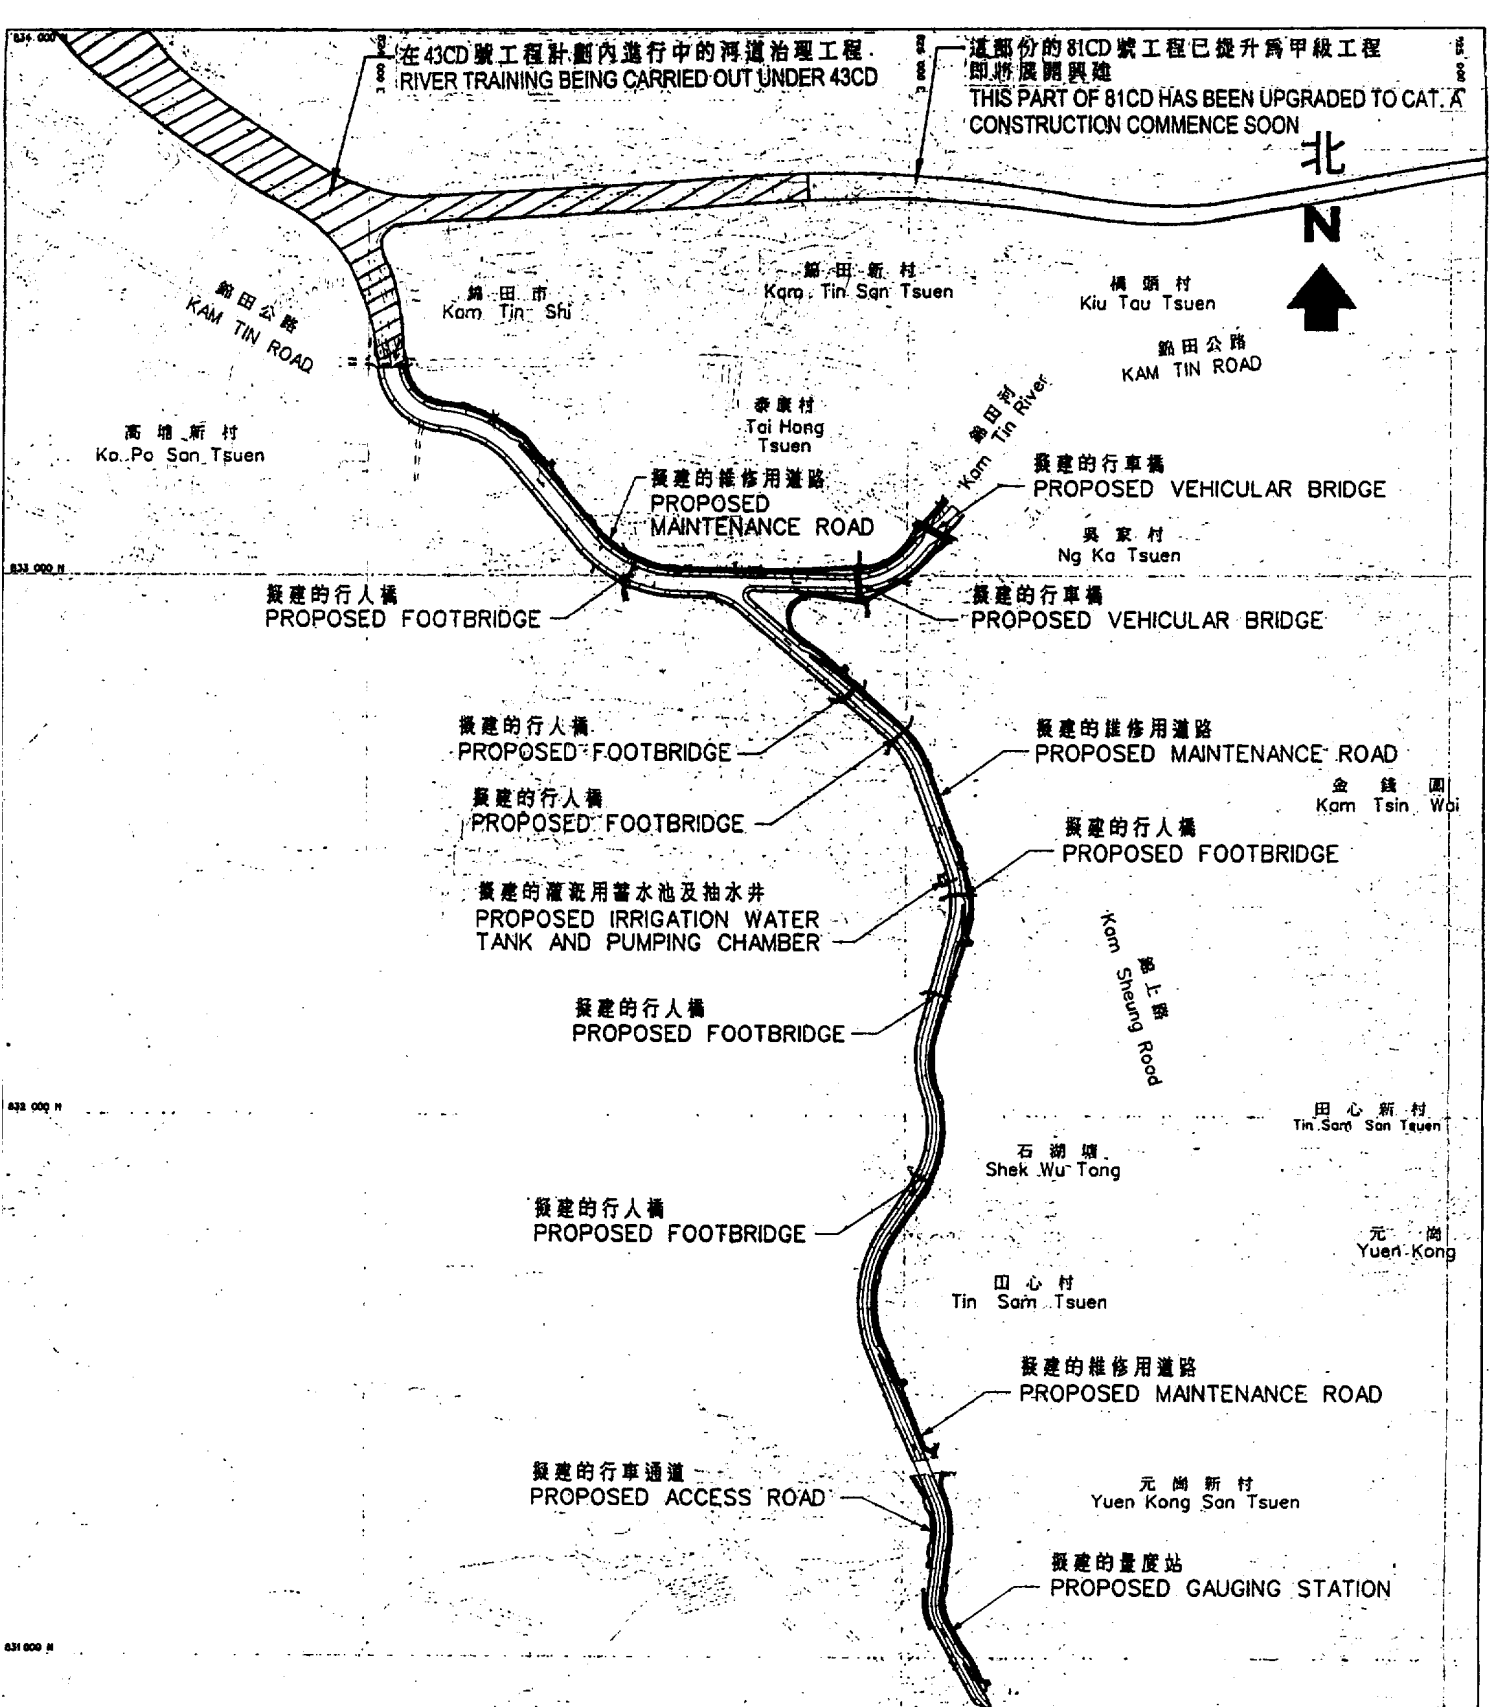 834 000 N
在43CD號工程計劃內進行中的河道治理工程
RIVER TRAINING BEING CARRIED OUT UNDER 43CD
這部份的81CD號工程已提升為甲級工程
即將展開興建
THIS PART OF 81CD HAS BEEN UPGRADED TO CAT. A
CONSTRUCTION COMMENCE SOON
北
N
錦田公路
KAM TIN ROAD
錦田市
Kam Tin Shi
錦田新村
Kam Tin San Tsuen
橋頭村
Kiu Tau Tsuen
錦田公路
KAM TIN ROAD
高埔新村
Ko Po San Tsuen
泰康村
Tai Hong
Tsuen
錦田河
Kam Tin River
擬建的維修用道路
PROPOSED
MAINTENANCE ROAD
擬建的行車橋
PROPOSED VEHICULAR BRIDGE
吳家村
Ng Ka Tsuen
833 000 N
擬建的行人橋
PROPOSED FOOTBRIDGE
擬建的行車橋
PROPOSED VEHICULAR BRIDGE
擬建的行人橋
PROPOSED FOOTBRIDGE
擬建的維修用道路
PROPOSED MAINTENANCE ROAD
金錢圍
Kam Tsin Wai
擬建的行人橋
PROPOSED FOOTBRIDGE
擬建的行人橋
PROPOSED FOOTBRIDGE
擬建的灌溉用蓄水池及抽水井
PROPOSED IRRIGATION WATER
TANK AND PUMPING CHAMBER
錦上路
Kam Sheung Road
擬建的行人橋
PROPOSED FOOTBRIDGE
832 000 N
田心新村
Tin Sam San Tsuen
石湖塘
Shek Wu Tong
擬建的行人橋
PROPOSED FOOTBRIDGE
元崗
Yuen Kong
田心村
Tin Sam Tsuen
擬建的維修用道路
PROPOSED MAINTENANCE ROAD
擬建的行車通道
PROPOSED ACCESS ROAD
元崗新村
Yuen Kong San Tsuen
擬建的量度站
PROPOSED GAUGING STATION
831 000 N